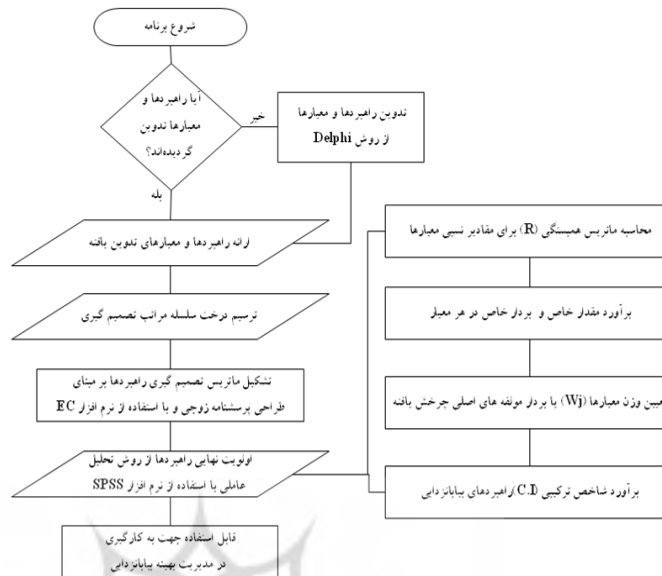 شروع برنامه
آیا راهبردها و
معیارها تدوین
گردیده‌اند؟
خیر
تدوین راهبردها و معیارها
از روش Delphi
بله
ارائه راهبردها و معیارهای تدوین یافته
ترسیم درخت سلسله مراتب تصمیم گیری
تشکیل ماتریس تصمیم گیری راهبردها بر مبنای
طراحی پرسشنامه زوجی و با استفاده از نرم افزار EC
اولویت نهایی راهبردها از روش تحلیل
عاملی با استفاده از نرم افزار SPSS
قابل استفاده جهت به کارگیری
در مدیریت بهینه بیابانزدایی
محاسبه ماتریس همبستگی (R) برای مقادیر نسبی معیارها
برآورد مقدار خاص و بردار خاص در هر معیار
عیین وزن معیارها (Wj) با بردار مولفه های اصلی چرخش یافته
برآورد شاخص ترکیبی (C.I) راهبردهای بیابانزدایی